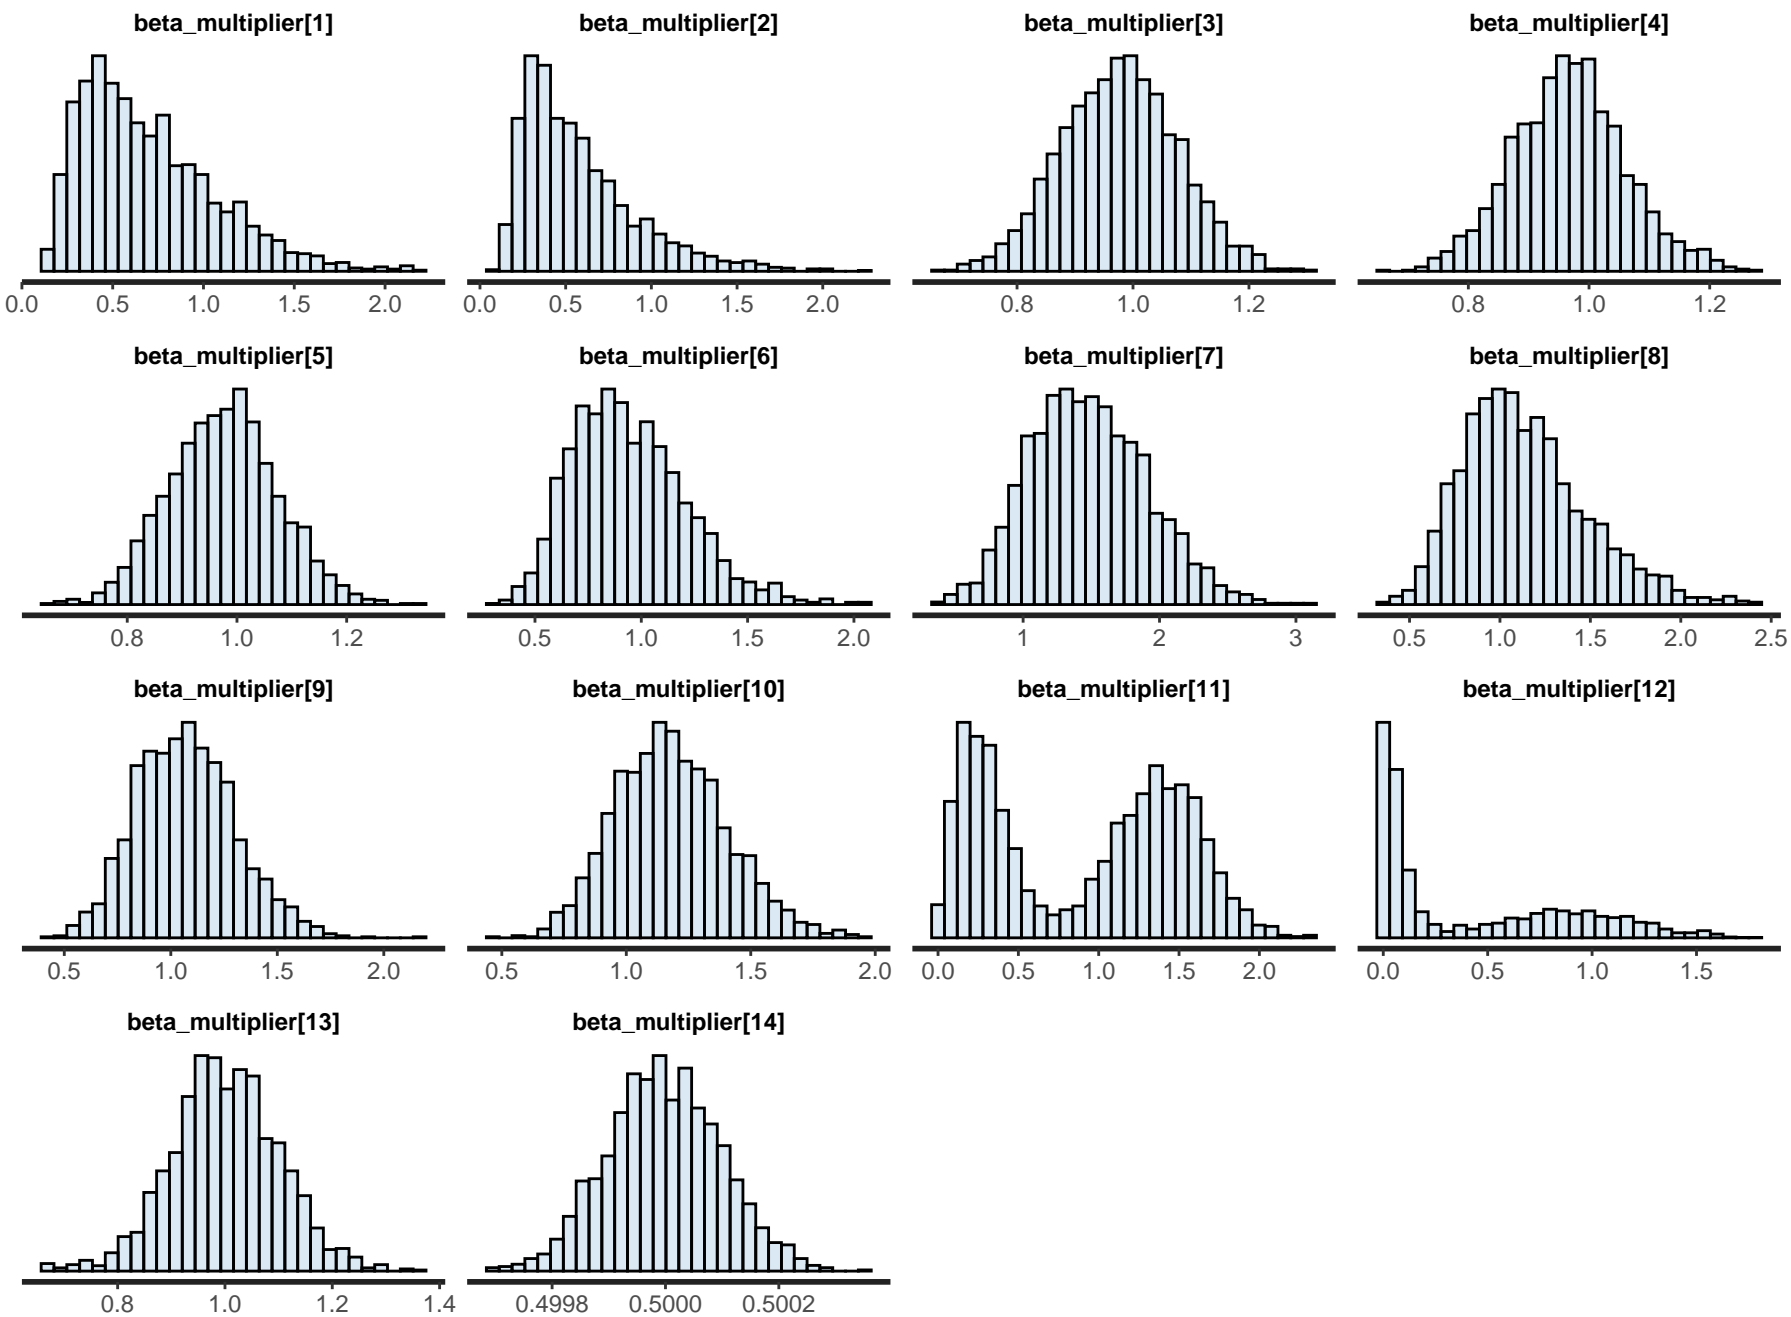 beta_multiplier[1] beta_multiplier[2] beta_multiplier[3] beta_multiplier[4]
0.0 0.5 1.0 1.5 2.0 0.0 0.5 1.0 1.5 2.0 0.8 1.0 1.2 0.8 1.0 1.2
beta_multiplier[5] beta_multiplier[6] beta_multiplier[7] beta_multiplier[8]
0.8 1.0 1.2 0.5 1.0 1.5 2.0 1 2 3 0.5 1.0 1.5 2.0 2.5
beta_multiplier[9] beta_multiplier[10] beta_multiplier[11] beta_multiplier[12]
0.5 1.0 1.5 2.0 0.5 1.0 1.5 2.0 0.0 0.5 1.0 1.5 2.0 0.0 0.5 1.0 1.5
beta_multiplier[13] beta_multiplier[14]
0.8 1.0 1.2 1.4 0.4998 0.5000 0.5002